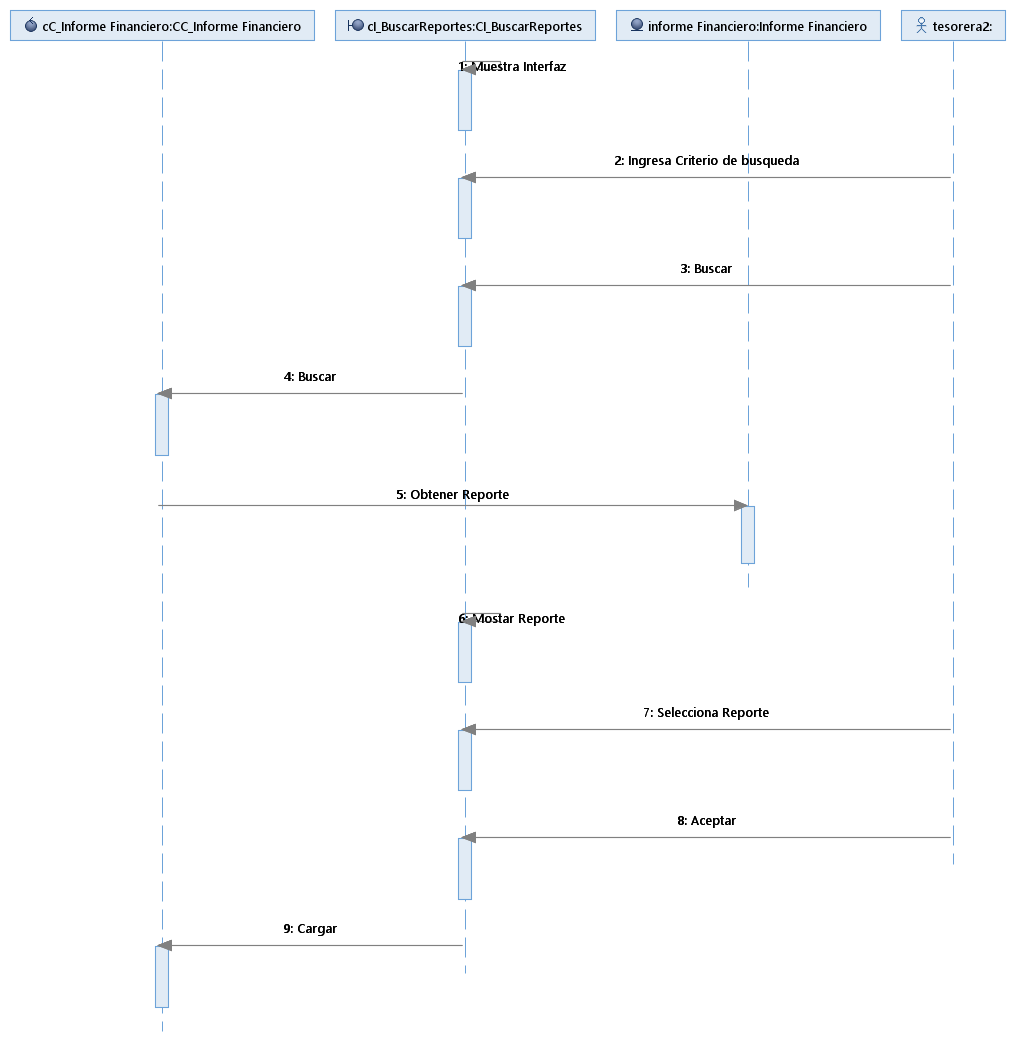 cC_Informe Financiero:CC_Informe Financiero
cI_BuscarReportes:CI_BuscarReportes
informe Financiero:Informe Financiero
tesorera2:
1: Muestra Interfaz
2: Ingresa Criterio de busqueda
3: Buscar
4: Buscar
5: Obtener Reporte
6: Mostar Reporte
7: Selecciona Reporte
8: Aceptar
9: Cargar